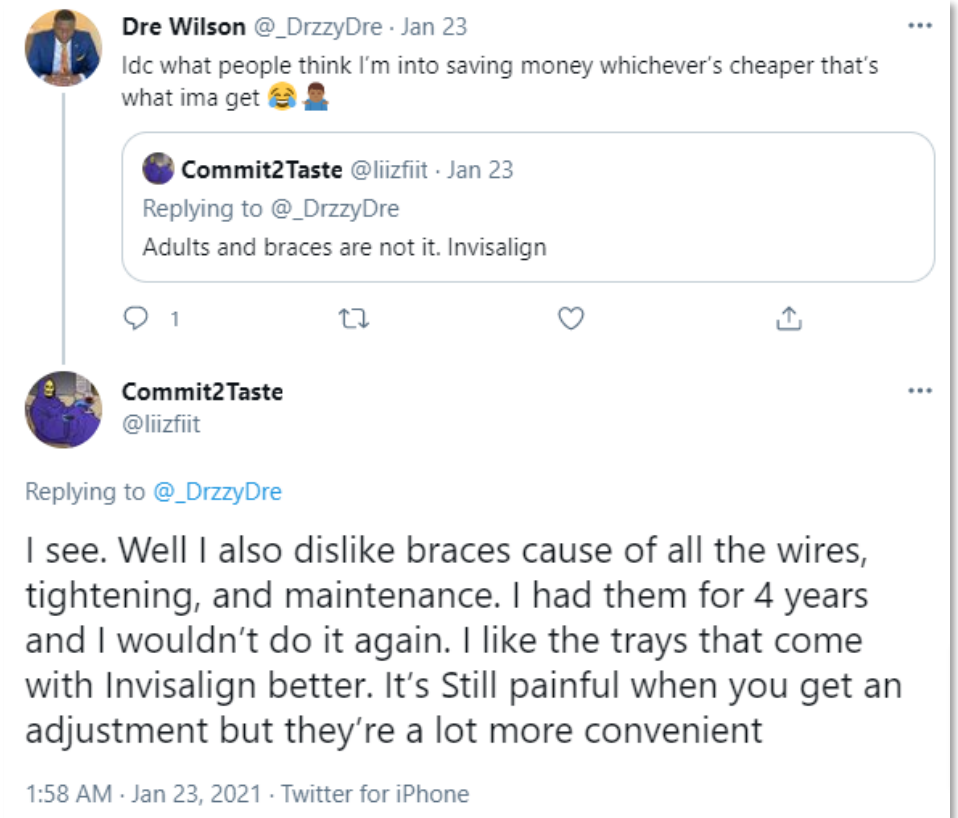 Dre Wilson @_DrzzyDre · Jan 23
Idc what people think I'm into saving money whichever's cheaper that's
what ima get 😂 🤷🏾‍♂️
Commit2Taste @liizfiit · Jan 23
Replying to @_DrzzyDre
Adults and braces are not it. Invisalign
1
Commit2Taste
@liizfiit
Replying to @_DrzzyDre
I see. Well I also dislike braces cause of all the wires,
tightening, and maintenance. I had them for 4 years
and I wouldn't do it again. I like the trays that come
with Invisalign better. It's Still painful when you get an
adjustment but they're a lot more convenient
1:58 AM · Jan 23, 2021 · Twitter for iPhone